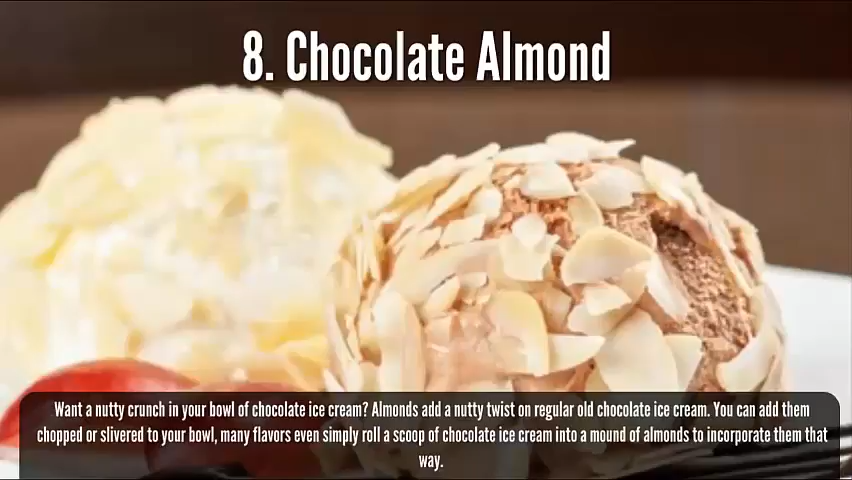 8. Chocolate Almond
Want a nutty crunch in your bowl of chocolate ice cream? Almonds add a nutty twist on regular old chocolate ice cream. You can add them
chopped or slivered to your bowl, many flavors even simply roll a scoop of chocolate ice cream into a mound of almonds to incorporate them that
way.